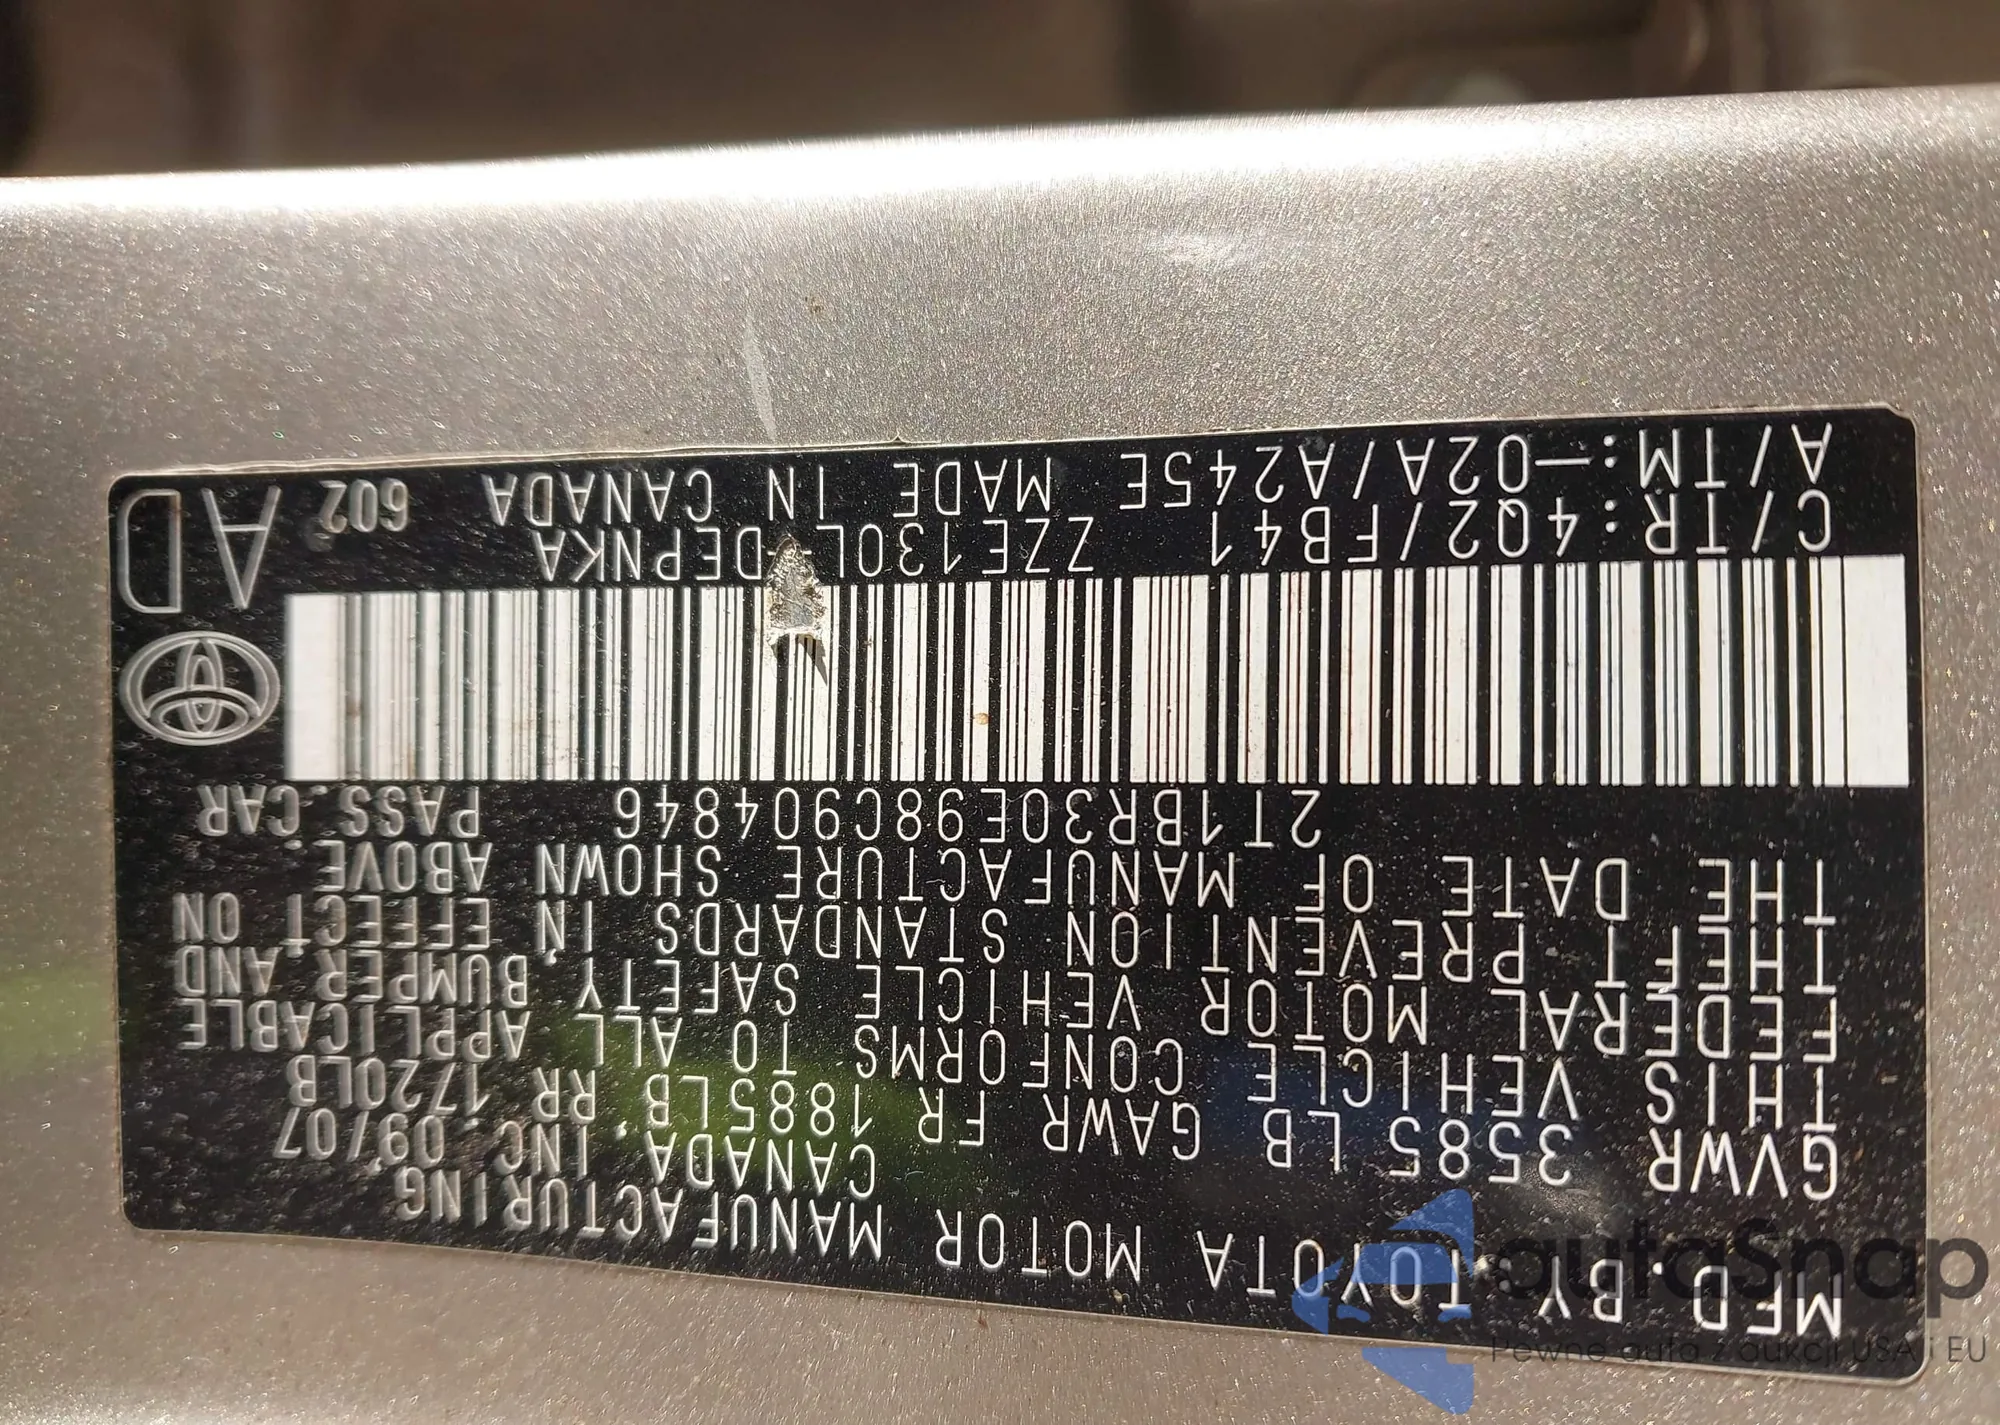 MFD. BY: TOYOTA MOTOR MANUFACTURING
CANADA INC. 09/07
GVWR 3585 LB GAWR FR 1885LB. RR 1720LB
THIS VEHICLE CONFORMS TO ALL APPLICABLE
FEDERAL MOTOR VEHICLE SAFETY, BUMPER AND
THEFT PREVENTION STANDARDS IN EFFECT ON
THE DATE OF MANUFACTURE SHOWN ABOVE.
2T1BR30E98C904846 PASS.CAR
C/TR:4Q2/FB41 ZZE130L-DEPNKA
A/TM:-02A/A245E MADE IN CANADA 602
AD
autaSnap
Pewne auta z aukcji USA i EU